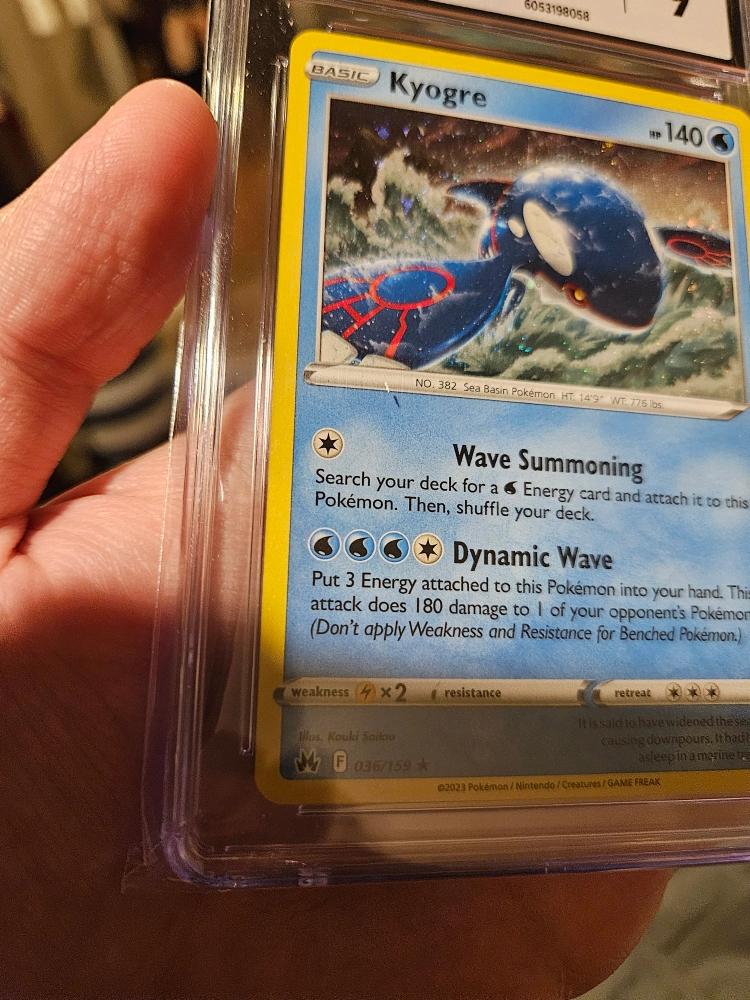 6053198058
BASIC Kyogre HP 140
NO. 382 Sea Basin Pokémon HT: 14'9" WT: 776 lbs.
Wave Summoning
Search your deck for a Energy card and attach it to this
Pokémon. Then, shuffle your deck.
Dynamic Wave
Put 3 Energy attached to this Pokémon into your hand. This
attack does 180 damage to 1 of your opponent's Pokémon
(Don't apply Weakness and Resistance for Benched Pokémon.)
weakness ×2 resistance retreat
It is said to have widened the sea
causing downpours. It had
asleep in a marine
Illus. Kouki Saitou
F 036/159 ★
©2023 Pokémon / Nintendo / Creatures / GAME FREAK